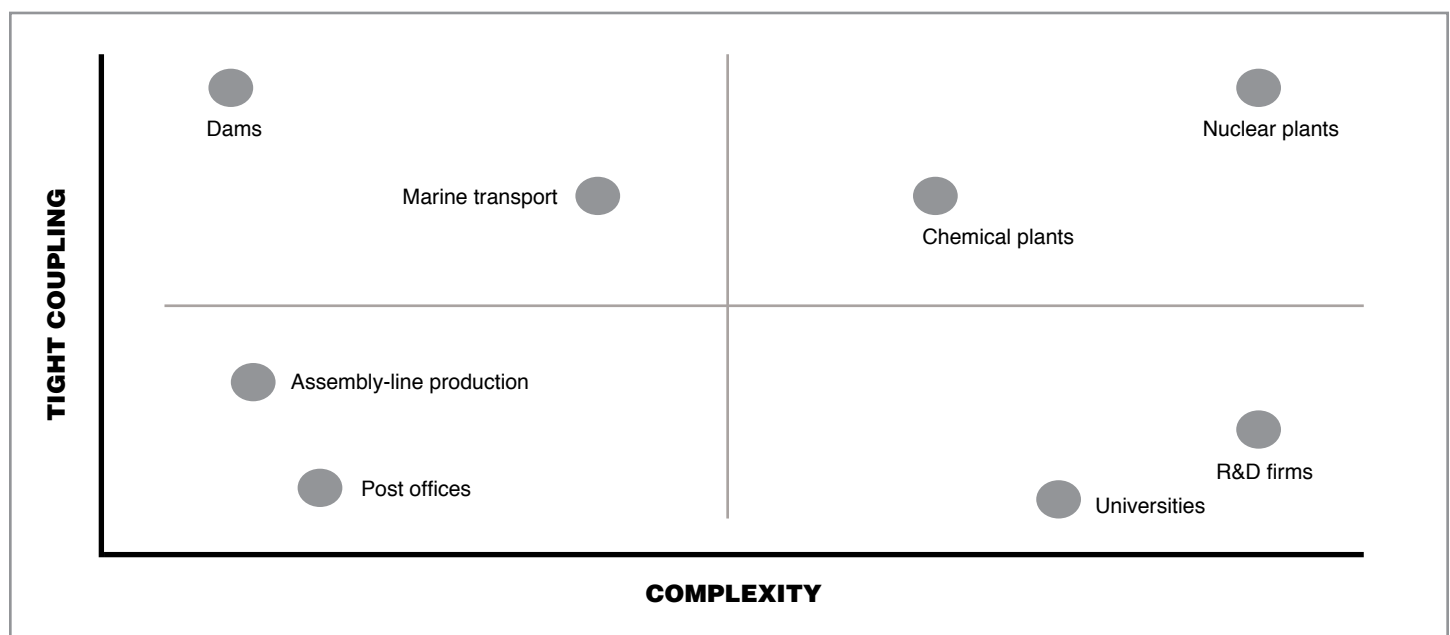 Dams
Nuclear plants
Marine transport
Chemical plants
TIGHT COUPLING
Assembly-line production
R&D firms
Post offices
Universities
COMPLEXITY